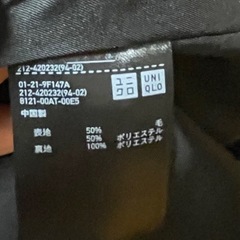 212-420232(94-02)
01-21-9F147A
212-420232(94-02)
8121-00AT-00E5
ユニ
クロ
UNI
QLO
中国製
毛
表地 50%
50% ポリエステル
裏地 100% ポリエステル